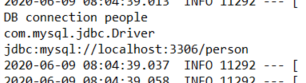 2020-06-09 08:04:39.013  INFO 11292 --- [
DB connection people
com.mysql.jdbc.Driver
jdbc:mysql://localhost:3306/person
2020-06-09 08:04:39.037  INFO 11292 --- [
2020-06-09 08:04:39.058  INFO 11292 --- [